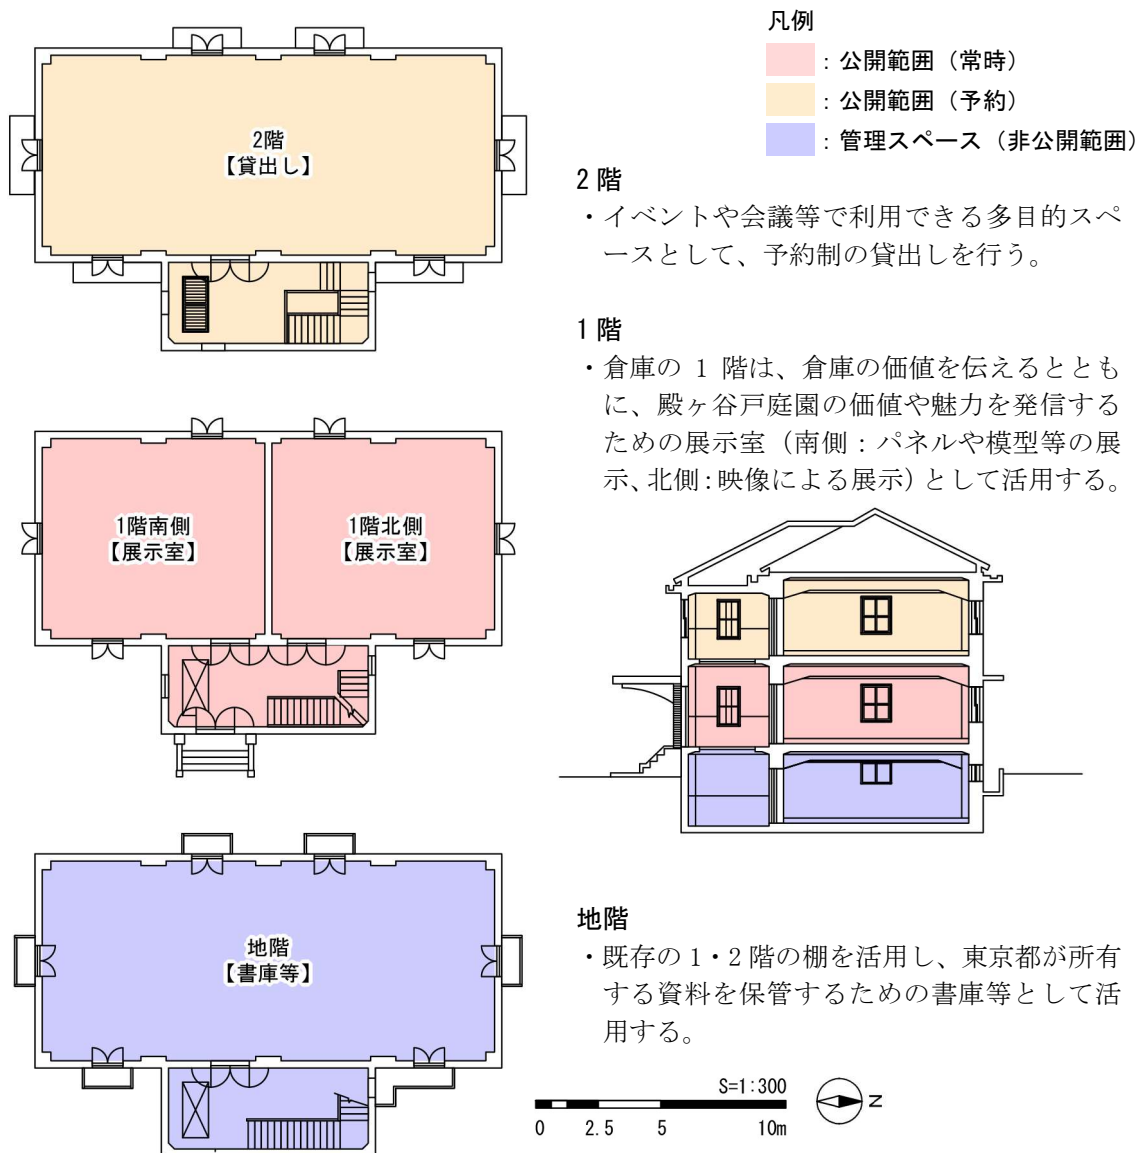 凡例
：公開範囲（常時）
：公開範囲（予約）
：管理スペース（非公開範囲）
2階
【貸出し】
2階
・イベントや会議等で利用できる多目的スペ
ースとして、予約制の貸出しを行う。
1階
・倉庫の 1 階は、倉庫の価値を伝えるととも
に、殿ヶ谷戸庭園の価値や魅力を発信する
ための展示室（南側：パネルや模型等の展
示、北側：映像による展示）として活用する。
1階南側
【展示室】
1階北側
【展示室】
地階
【書庫等】
地階
・既存の 1・2 階の棚を活用し、東京都が所有
する資料を保管するための書庫等として活
用する。
S=1:300
0 2.5 5 10m
N